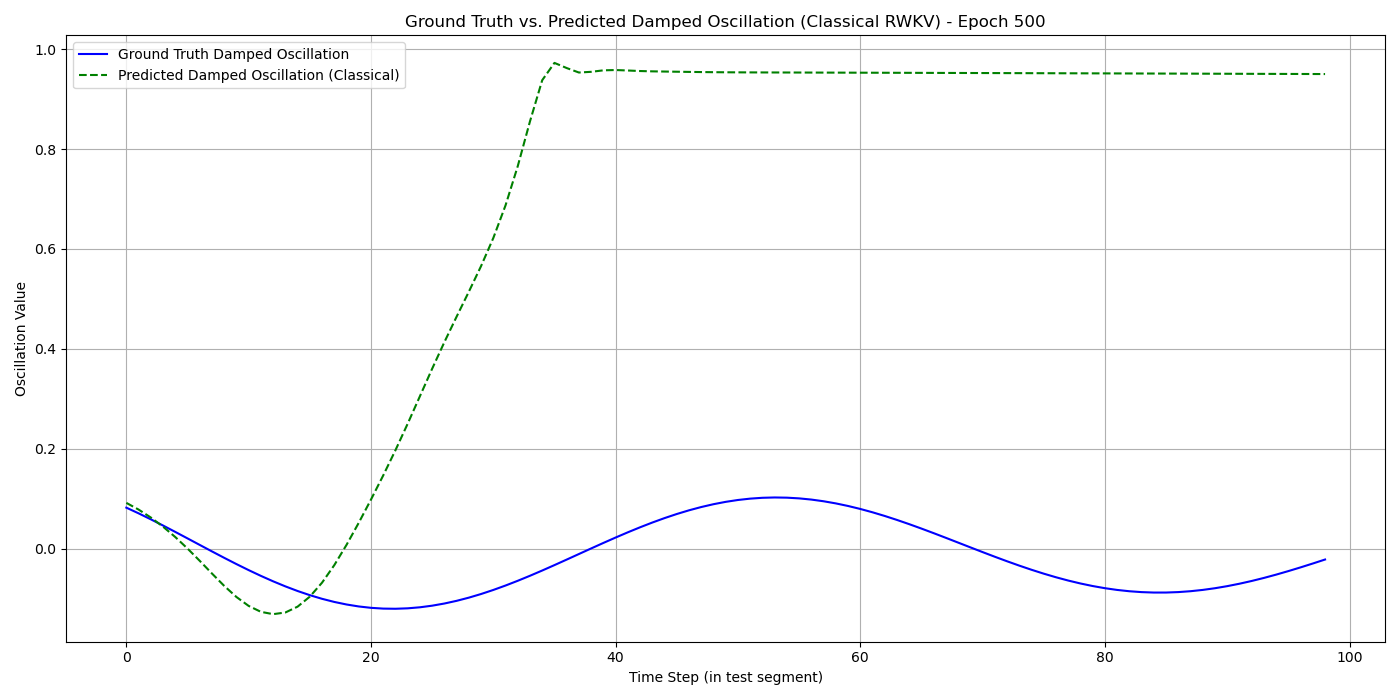 Ground Truth vs. Predicted Damped Oscillation (Classical RWKV) - Epoch 500
Ground Truth Damped Oscillation
Predicted Damped Oscillation (Classical)
Oscillation Value
1.0
0.8
0.6
0.4
0.2
0.0
0 20 40 60 80 100
Time Step (in test segment)